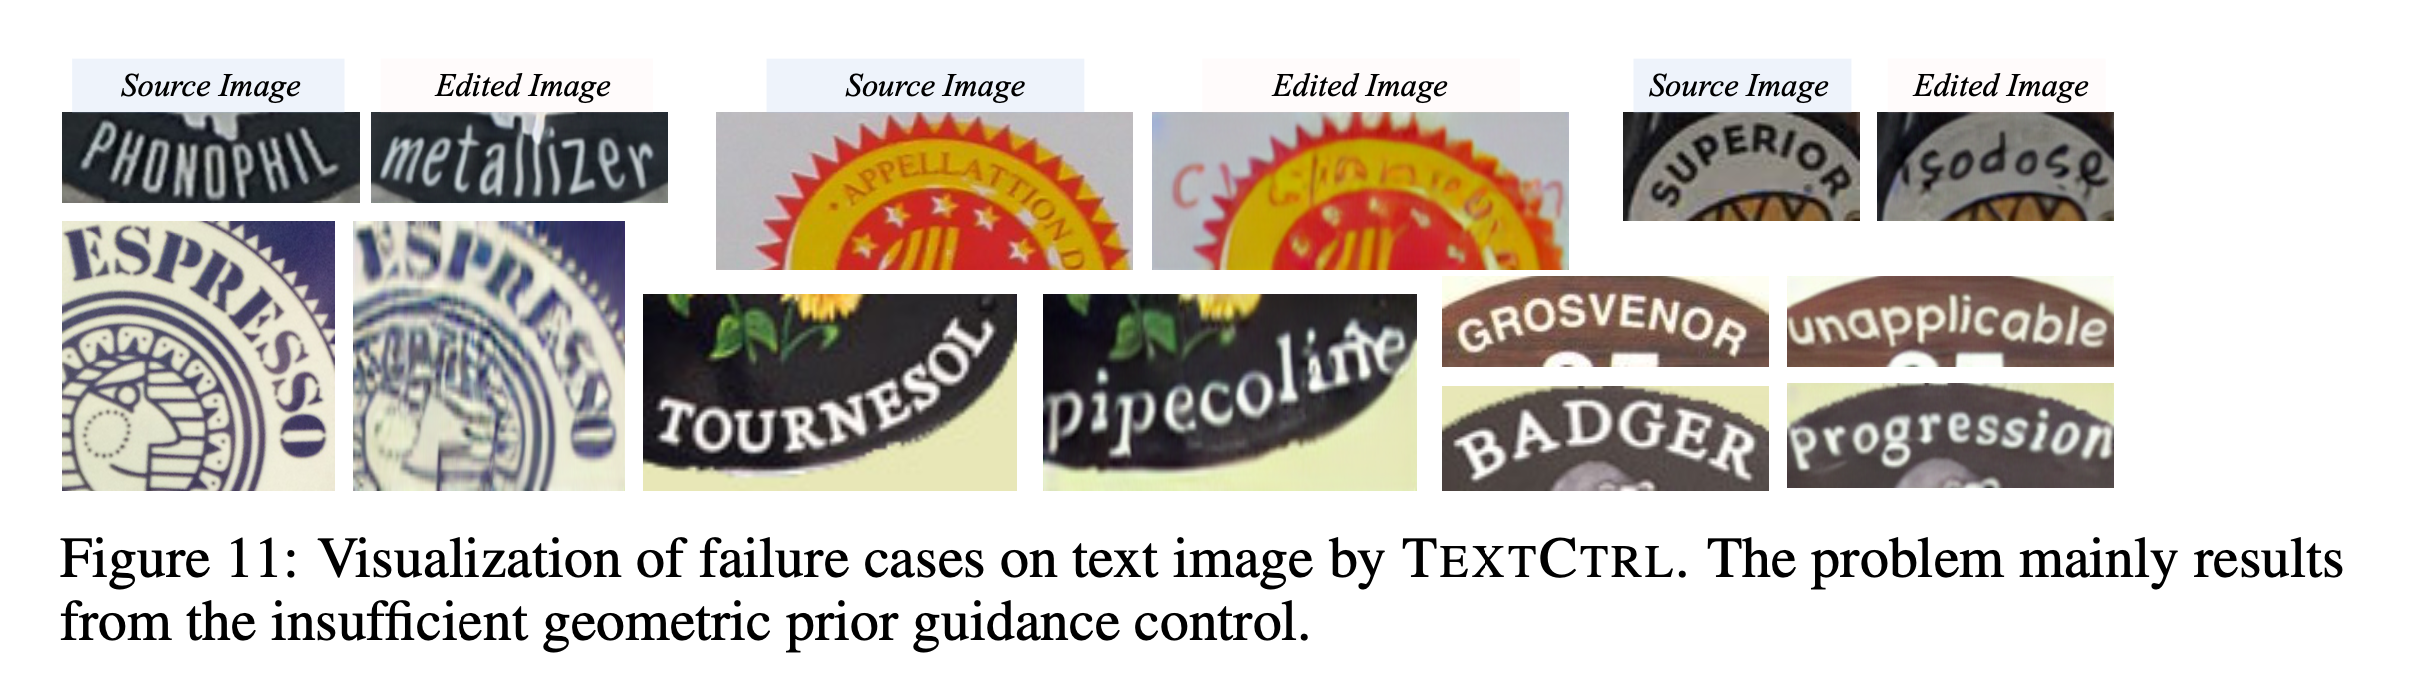 Source Image Edited Image Source Image Edited Image Source Image Edited Image
PHONOPHIL metallizer · APPELLATTION D SUPERIOR isodose
ESPRESSO ESPRESSO TOURNESOL pipecoline GROSVENOR unapplicable
BADGER Progression
Figure 11: Visualization of failure cases on text image by TEXTCTRL. The problem mainly results
from the insufficient geometric prior guidance control.